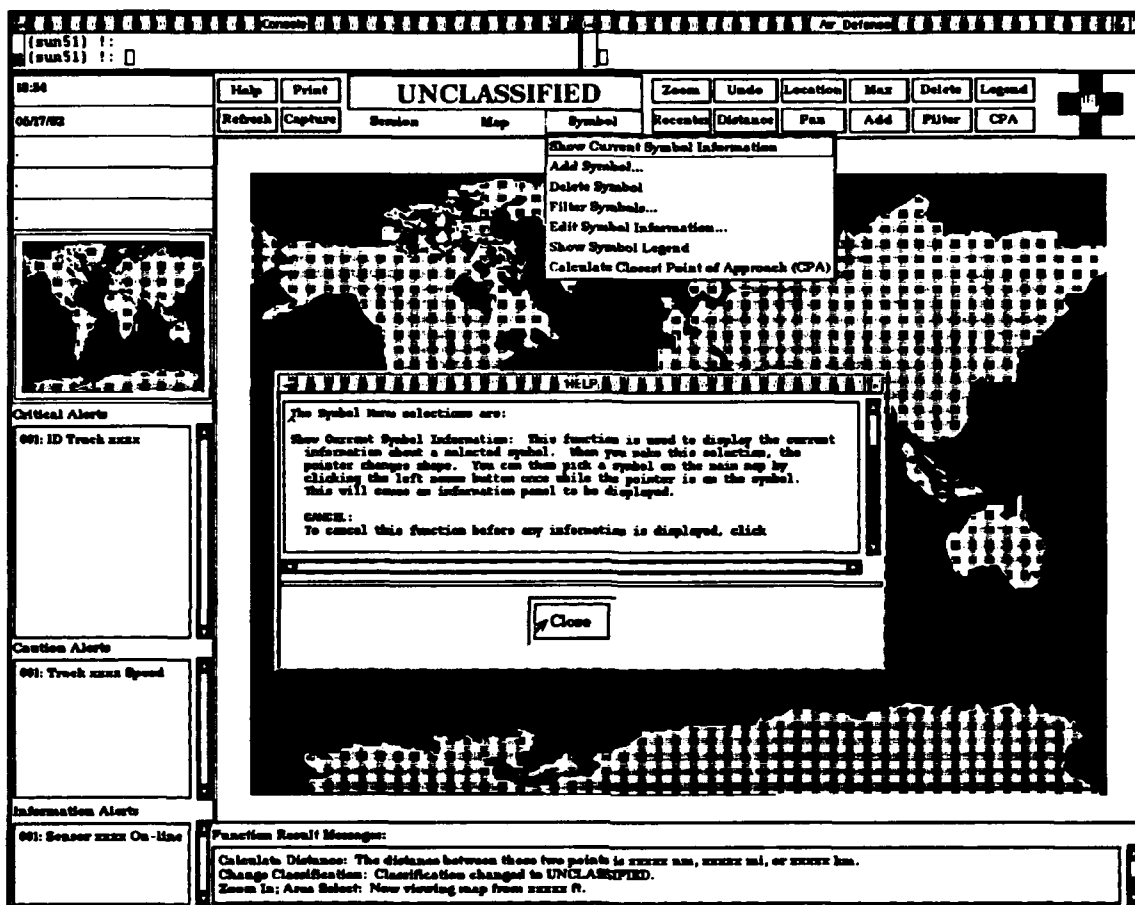 Console
Air Defense
(sun51) !:
(sun51) !:
Help
Print
UNCLASSIFIED
Zoom
Undo
Location
Max
Delete
Legend
Refresh
Capture
Session
Map
Symbol
Recenter
Distance
Pan
Add
Filter
CPA
Show Current Symbol Information
Add Symbol...
Delete Symbol
Filter Symbols...
Edit Symbol Information...
Show Symbol Legend
Calculate Closest Point of Approach (CPA)
HELP
The Symbol Menu selections are:
Show Current Symbol Information: This function is used to display the current
information about a selected symbol. When you make this selection, the
pointer changes shape. You can then pick a symbol on the main map by
clicking the left mouse button once while the pointer is on the symbol.
This will cause an information panel to be displayed.
CANCEL:
To cancel this function before any information is displayed, click
Close
Critical Alerts
001: ID Track xxxx
Caution Alerts
001: Track xxxx Speed
Information Alerts
001: Sensor xxxx On-line
Function Result Messages:
Calculate Distance: The distance between those two points is xxxxx nm, xxxxx mi, or xxxxx km.
Change Classification: Classification changed to UNCLASSIFIED.
Zoom In; Area Select: Now viewing map from xxxxx ft.